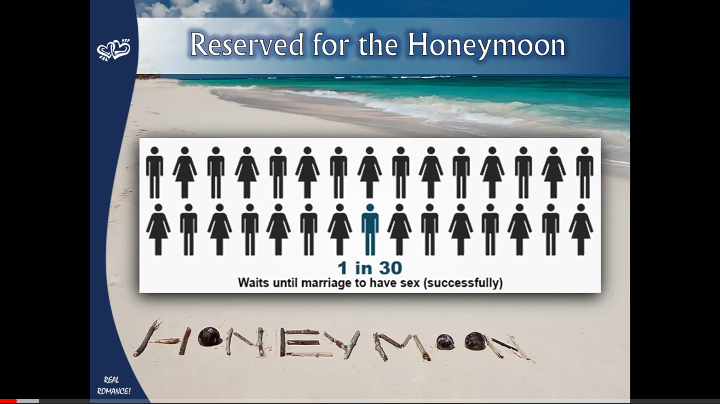 Reserved for the Honeymoon
1 in 30
Waits until marriage to have sex (successfully)
HONEYMOON
REAL
ROMANCE!